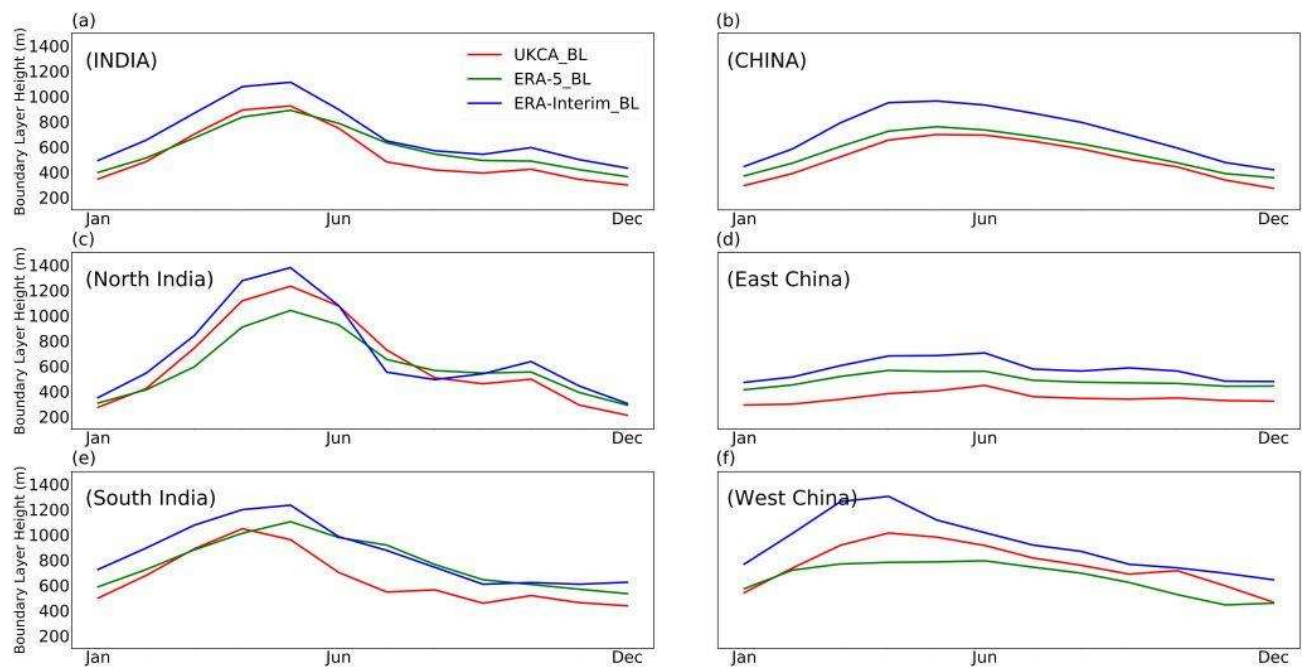 (a)
Boundary Layer Height (m)
1400
1200
1000
800
600
400
200
(INDIA)
UKCA_BL
ERA-5_BL
ERA-Interim_BL
Jan
Jun
Dec
(b)
(CHINA)
Jan
Jun
Dec
(c)
Boundary Layer Height (m)
1400
1200
1000
800
600
400
200
(North India)
Jan
Jun
Dec
(d)
(East China)
Jan
Jun
Dec
(e)
Boundary Layer Height (m)
1400
1200
1000
800
600
400
200
(South India)
Jan
Jun
Dec
(f)
(West China)
Jan
Jun
Dec